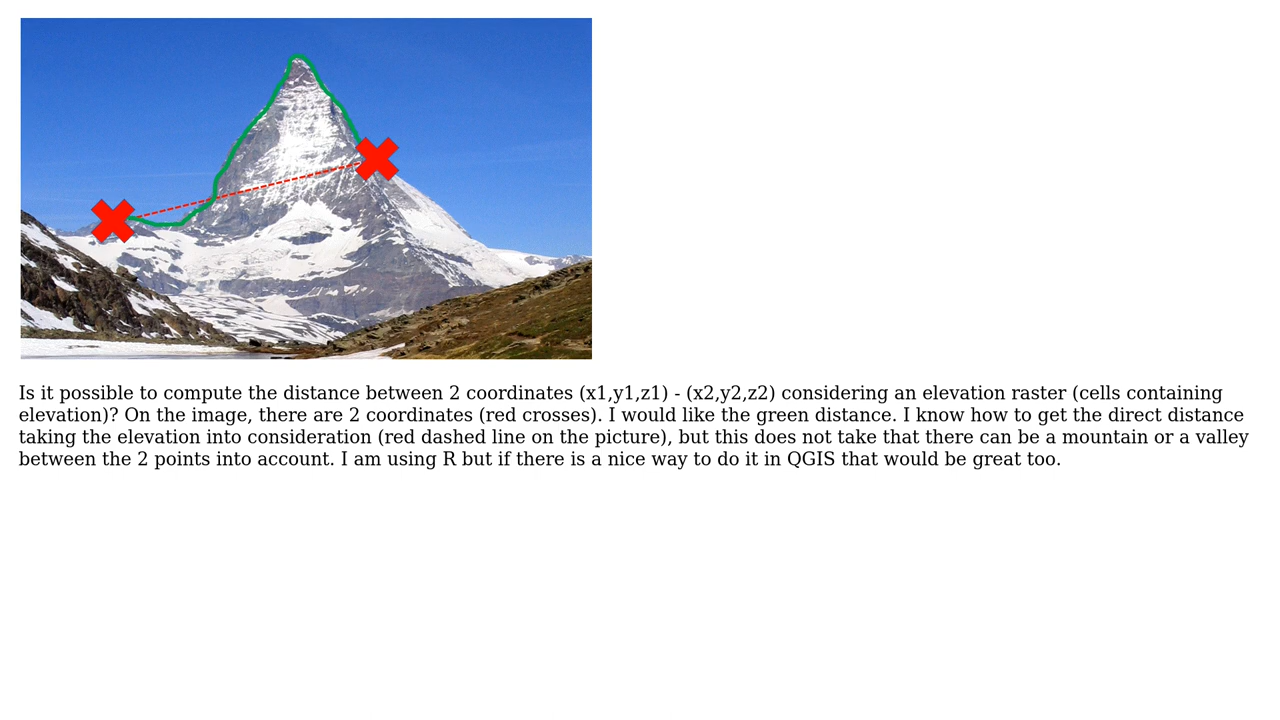 Is it possible to compute the distance between 2 coordinates (x1,y1,z1) - (x2,y2,z2) considering an elevation raster (cells containing
elevation)? On the image, there are 2 coordinates (red crosses). I would like the green distance. I know how to get the direct distance
taking the elevation into consideration (red dashed line on the picture), but this does not take that there can be a mountain or a valley
between the 2 points into account. I am using R but if there is a nice way to do it in QGIS that would be great too.